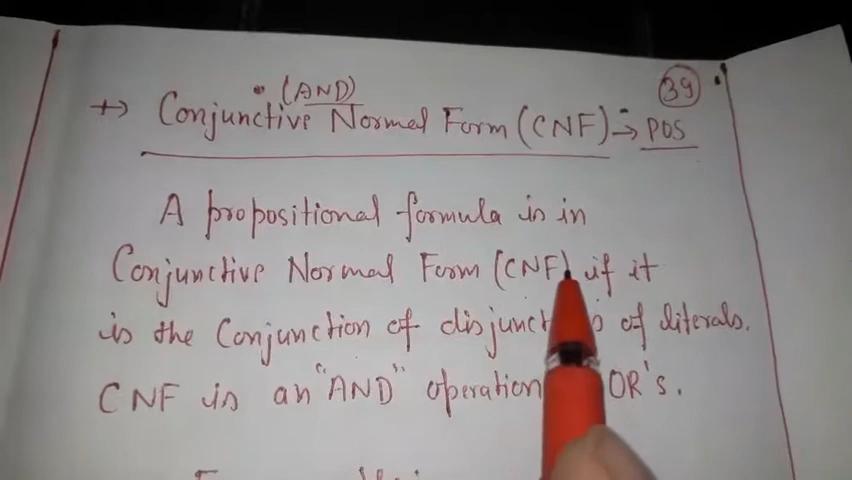 39
(AND)
+→ Conjunctive Normal Form (CNF) → POS
A propositional formula is in
Conjunctive Normal Form (CNF) if it
is the Conjunction of of literals.
CNF is an "AND" operation OR's.